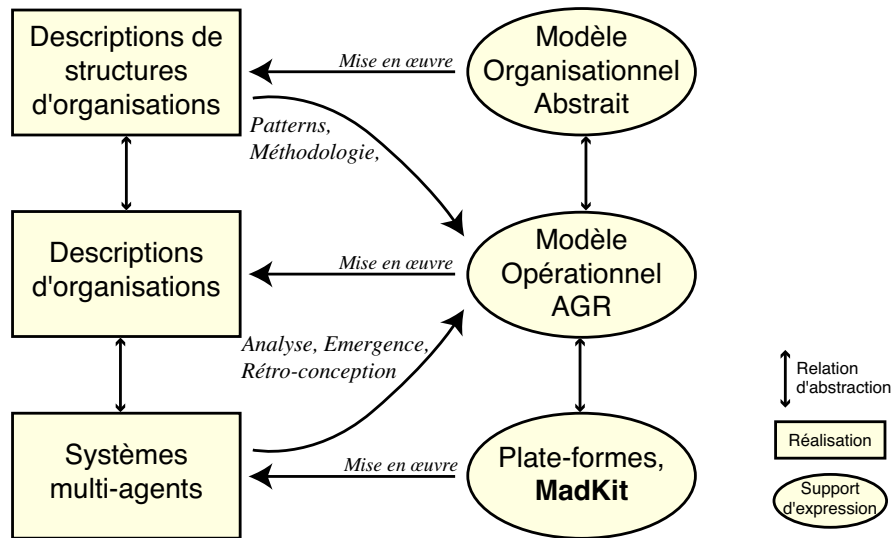 Descriptions de
structures
d'organisations
Mise en œuvre
Modèle
Organisationnel
Abstrait
Patterns,
Méthodologie,
Descriptions
d'organisations
Mise en œuvre
Modèle
Opérationnel
AGR
Analyse, Emergence,
Rétro-conception
Systèmes
multi-agents
Mise en œuvre
Plate-formes,
MadKit
Relation
d'abstraction
Réalisation
Support
d'expression